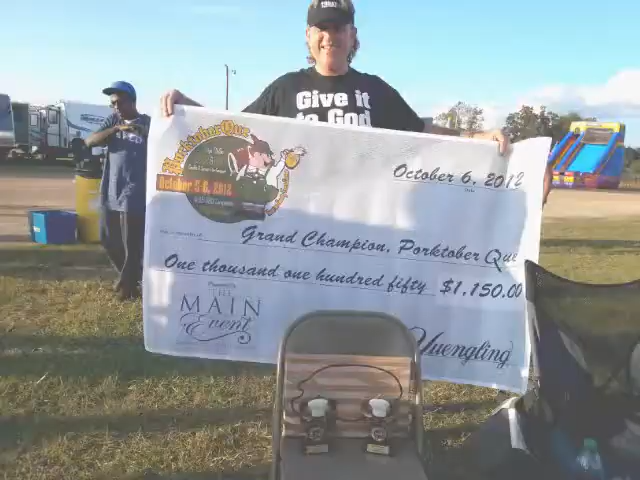 Give it
to God
Porktober Que
October 5-6, 2012
October 6, 2012
Grand Champion, Porktober Que
One thousand one hundred fifty $1,150.00
THE
MAIN
Event
Yuengling